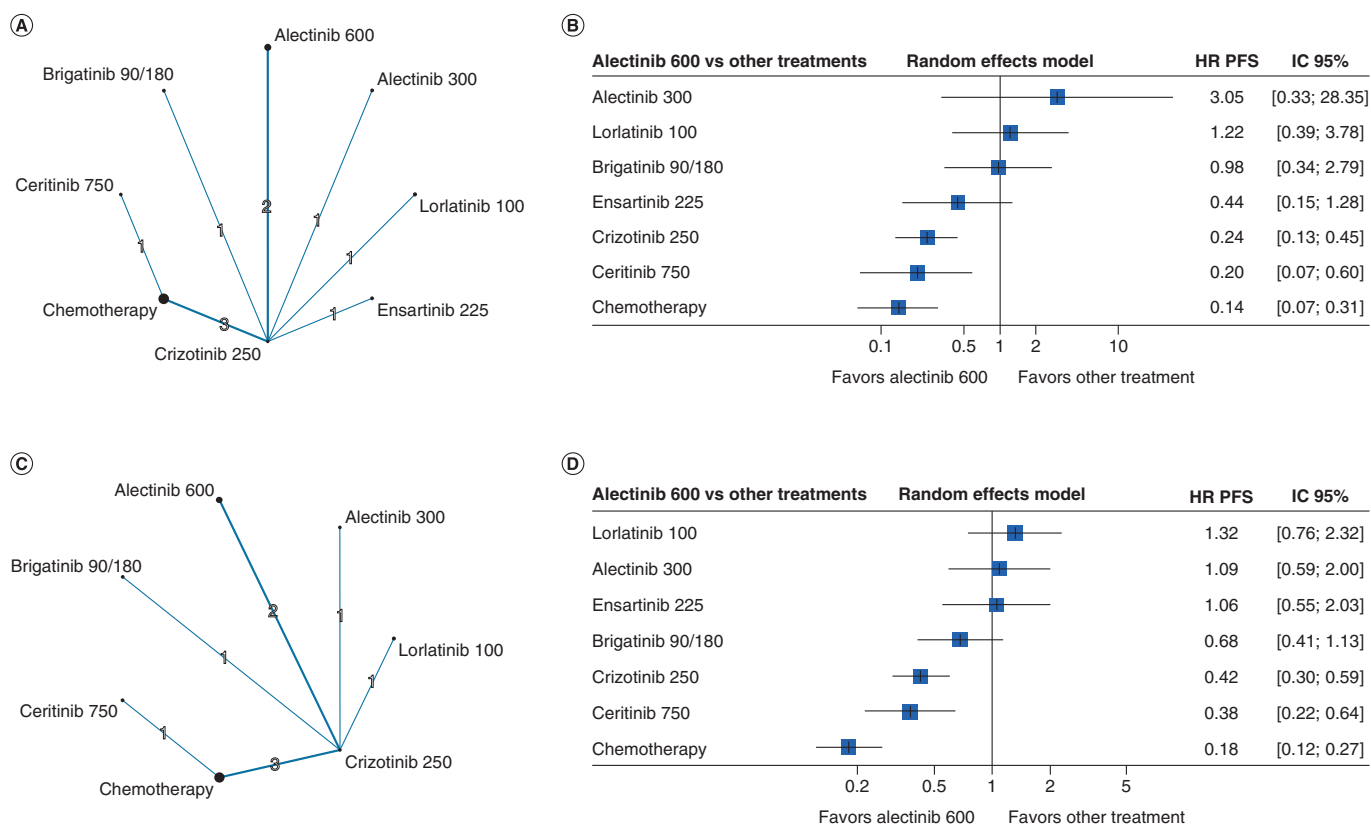 A
Alectinib 600
Brigatinib 90/180
Alectinib 300
Ceritinib 750
Lorlatinib 100
2
1
1
1
1
Chemotherapy
Ensartinib 225
3
1
Crizotinib 250
B
Alectinib 600 vs other treatments Random effects model HR PFS IC 95%
Alectinib 300 3.05 [0.33; 28.35]
Lorlatinib 100 1.22 [0.39; 3.78]
Brigatinib 90/180 0.98 [0.34; 2.79]
Ensartinib 225 0.44 [0.15; 1.28]
Crizotinib 250 0.24 [0.13; 0.45]
Ceritinib 750 0.20 [0.07; 0.60]
Chemotherapy 0.14 [0.07; 0.31]
0.1 0.5 1 2 10
Favors alectinib 600 Favors other treatment
C
Alectinib 600
Alectinib 300
Brigatinib 90/180
2
1
Lorlatinib 100
1
1
Ceritinib 750
1
3
Crizotinib 250
Chemotherapy
D
Alectinib 600 vs other treatments Random effects model HR PFS IC 95%
Lorlatinib 100 1.32 [0.76; 2.32]
Alectinib 300 1.09 [0.59; 2.00]
Ensartinib 225 1.06 [0.55; 2.03]
Brigatinib 90/180 0.68 [0.41; 1.13]
Crizotinib 250 0.42 [0.30; 0.59]
Ceritinib 750 0.38 [0.22; 0.64]
Chemotherapy 0.18 [0.12; 0.27]
0.2 0.5 1 2 5
Favors alectinib 600 Favors other treatment